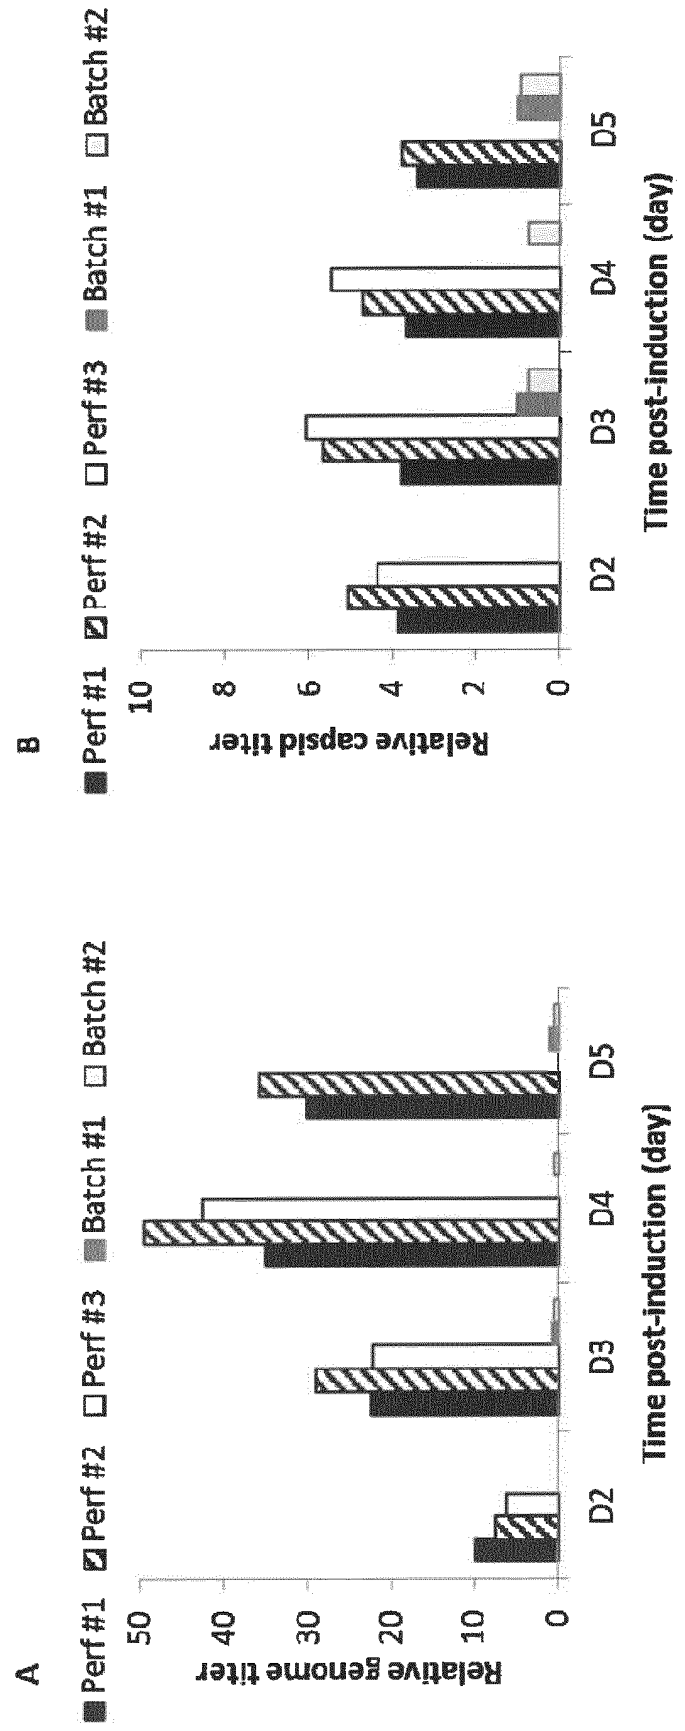 A
Perf #1 Perf #2 Perf #3 Batch #1 Batch #2
Relative genome titer
50
40
30
20
10
0
D2 D3 D4 D5
Time post-induction (day)
B
Perf #1 Perf #2 Perf #3 Batch #1 Batch #2
Relative capsid titer
10
8
6
4
2
0
D2 D3 D4 D5
Time post-induction (day)